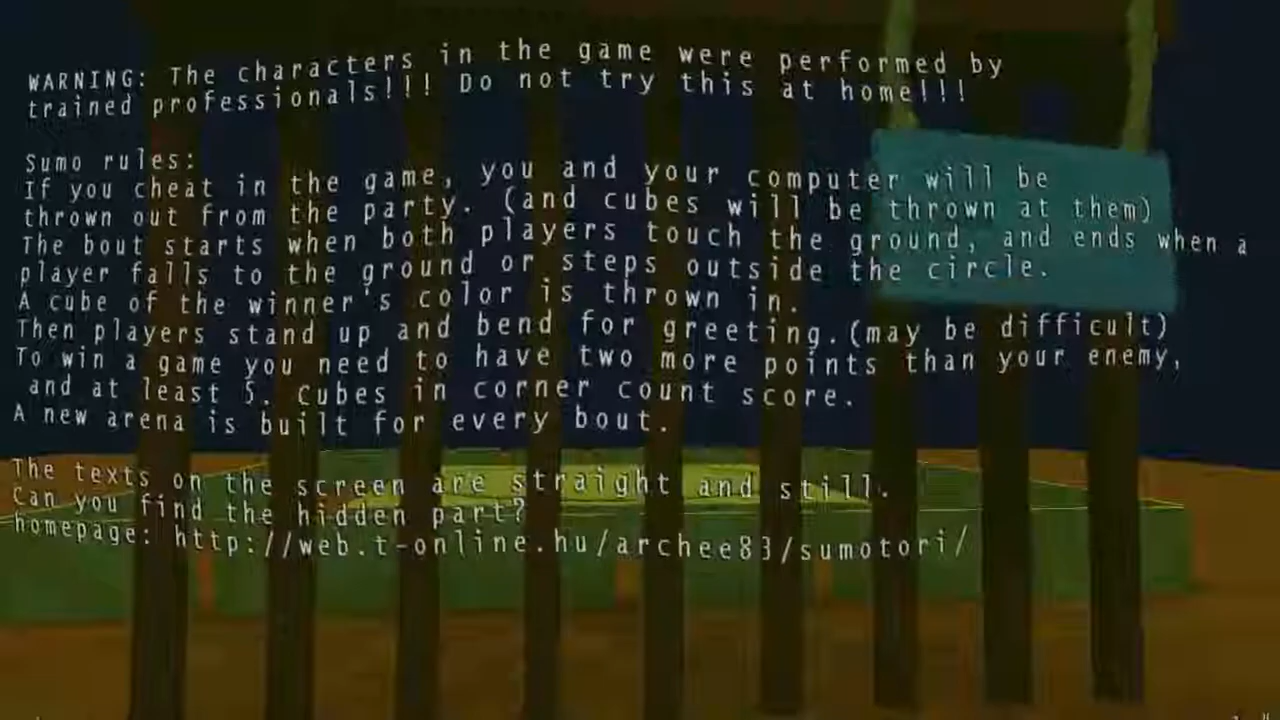 WARNING: The characters in the game were performed by
trained professionals!!! Do not try this at home!!!
Sumo rules:
If you cheat in the game, you and your computer will be
thrown out from the party. (and cubes will be thrown at them)
The bout starts when both players touch the ground, and ends when a
player falls to the ground or steps outside the circle.
A cube of the winner's color is thrown in.
Then players stand up and bend for greeting.(may be difficult)
To win a game you need to have two more points than your enemy,
and at least 5. Cubes in corner count score.
A new arena is built for every bout.
The texts on the screen are straight and still.
Can you find the hidden part?
homepage: http://web.t-online.hu/archee83/sumotori/